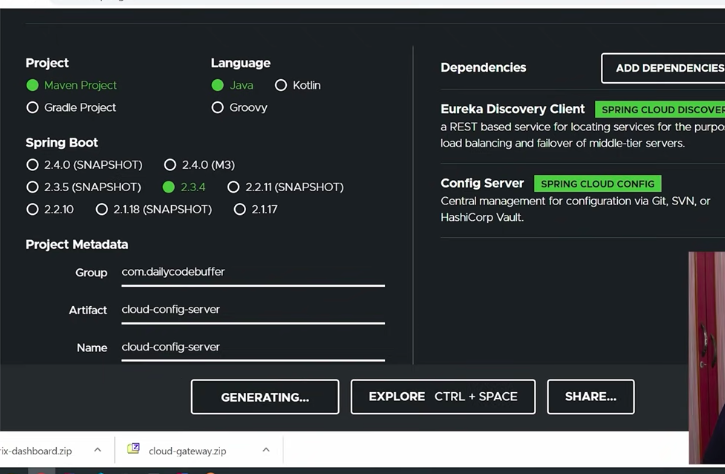 Project
Maven Project
Gradle Project
Language
Java Kotlin
Groovy
Spring Boot
2.4.0 (SNAPSHOT) 2.4.0 (M3)
2.3.5 (SNAPSHOT) 2.3.4 2.2.11 (SNAPSHOT)
2.2.10 2.1.18 (SNAPSHOT) 2.1.17
Project Metadata
Group com.dailycodebuffer
Artifact cloud-config-server
Name cloud-config-server
Dependencies ADD DEPENDENCIES
Eureka Discovery Client SPRING CLOUD DISCOVER
a REST based service for locating services for the purpo
load balancing and failover of middle-tier servers.
Config Server SPRING CLOUD CONFIG
Central management for configuration via Git, SVN, or
HashiCorp Vault.
GENERATING... EXPLORE CTRL + SPACE SHARE...
rix-dashboard.zip cloud-gateway.zip